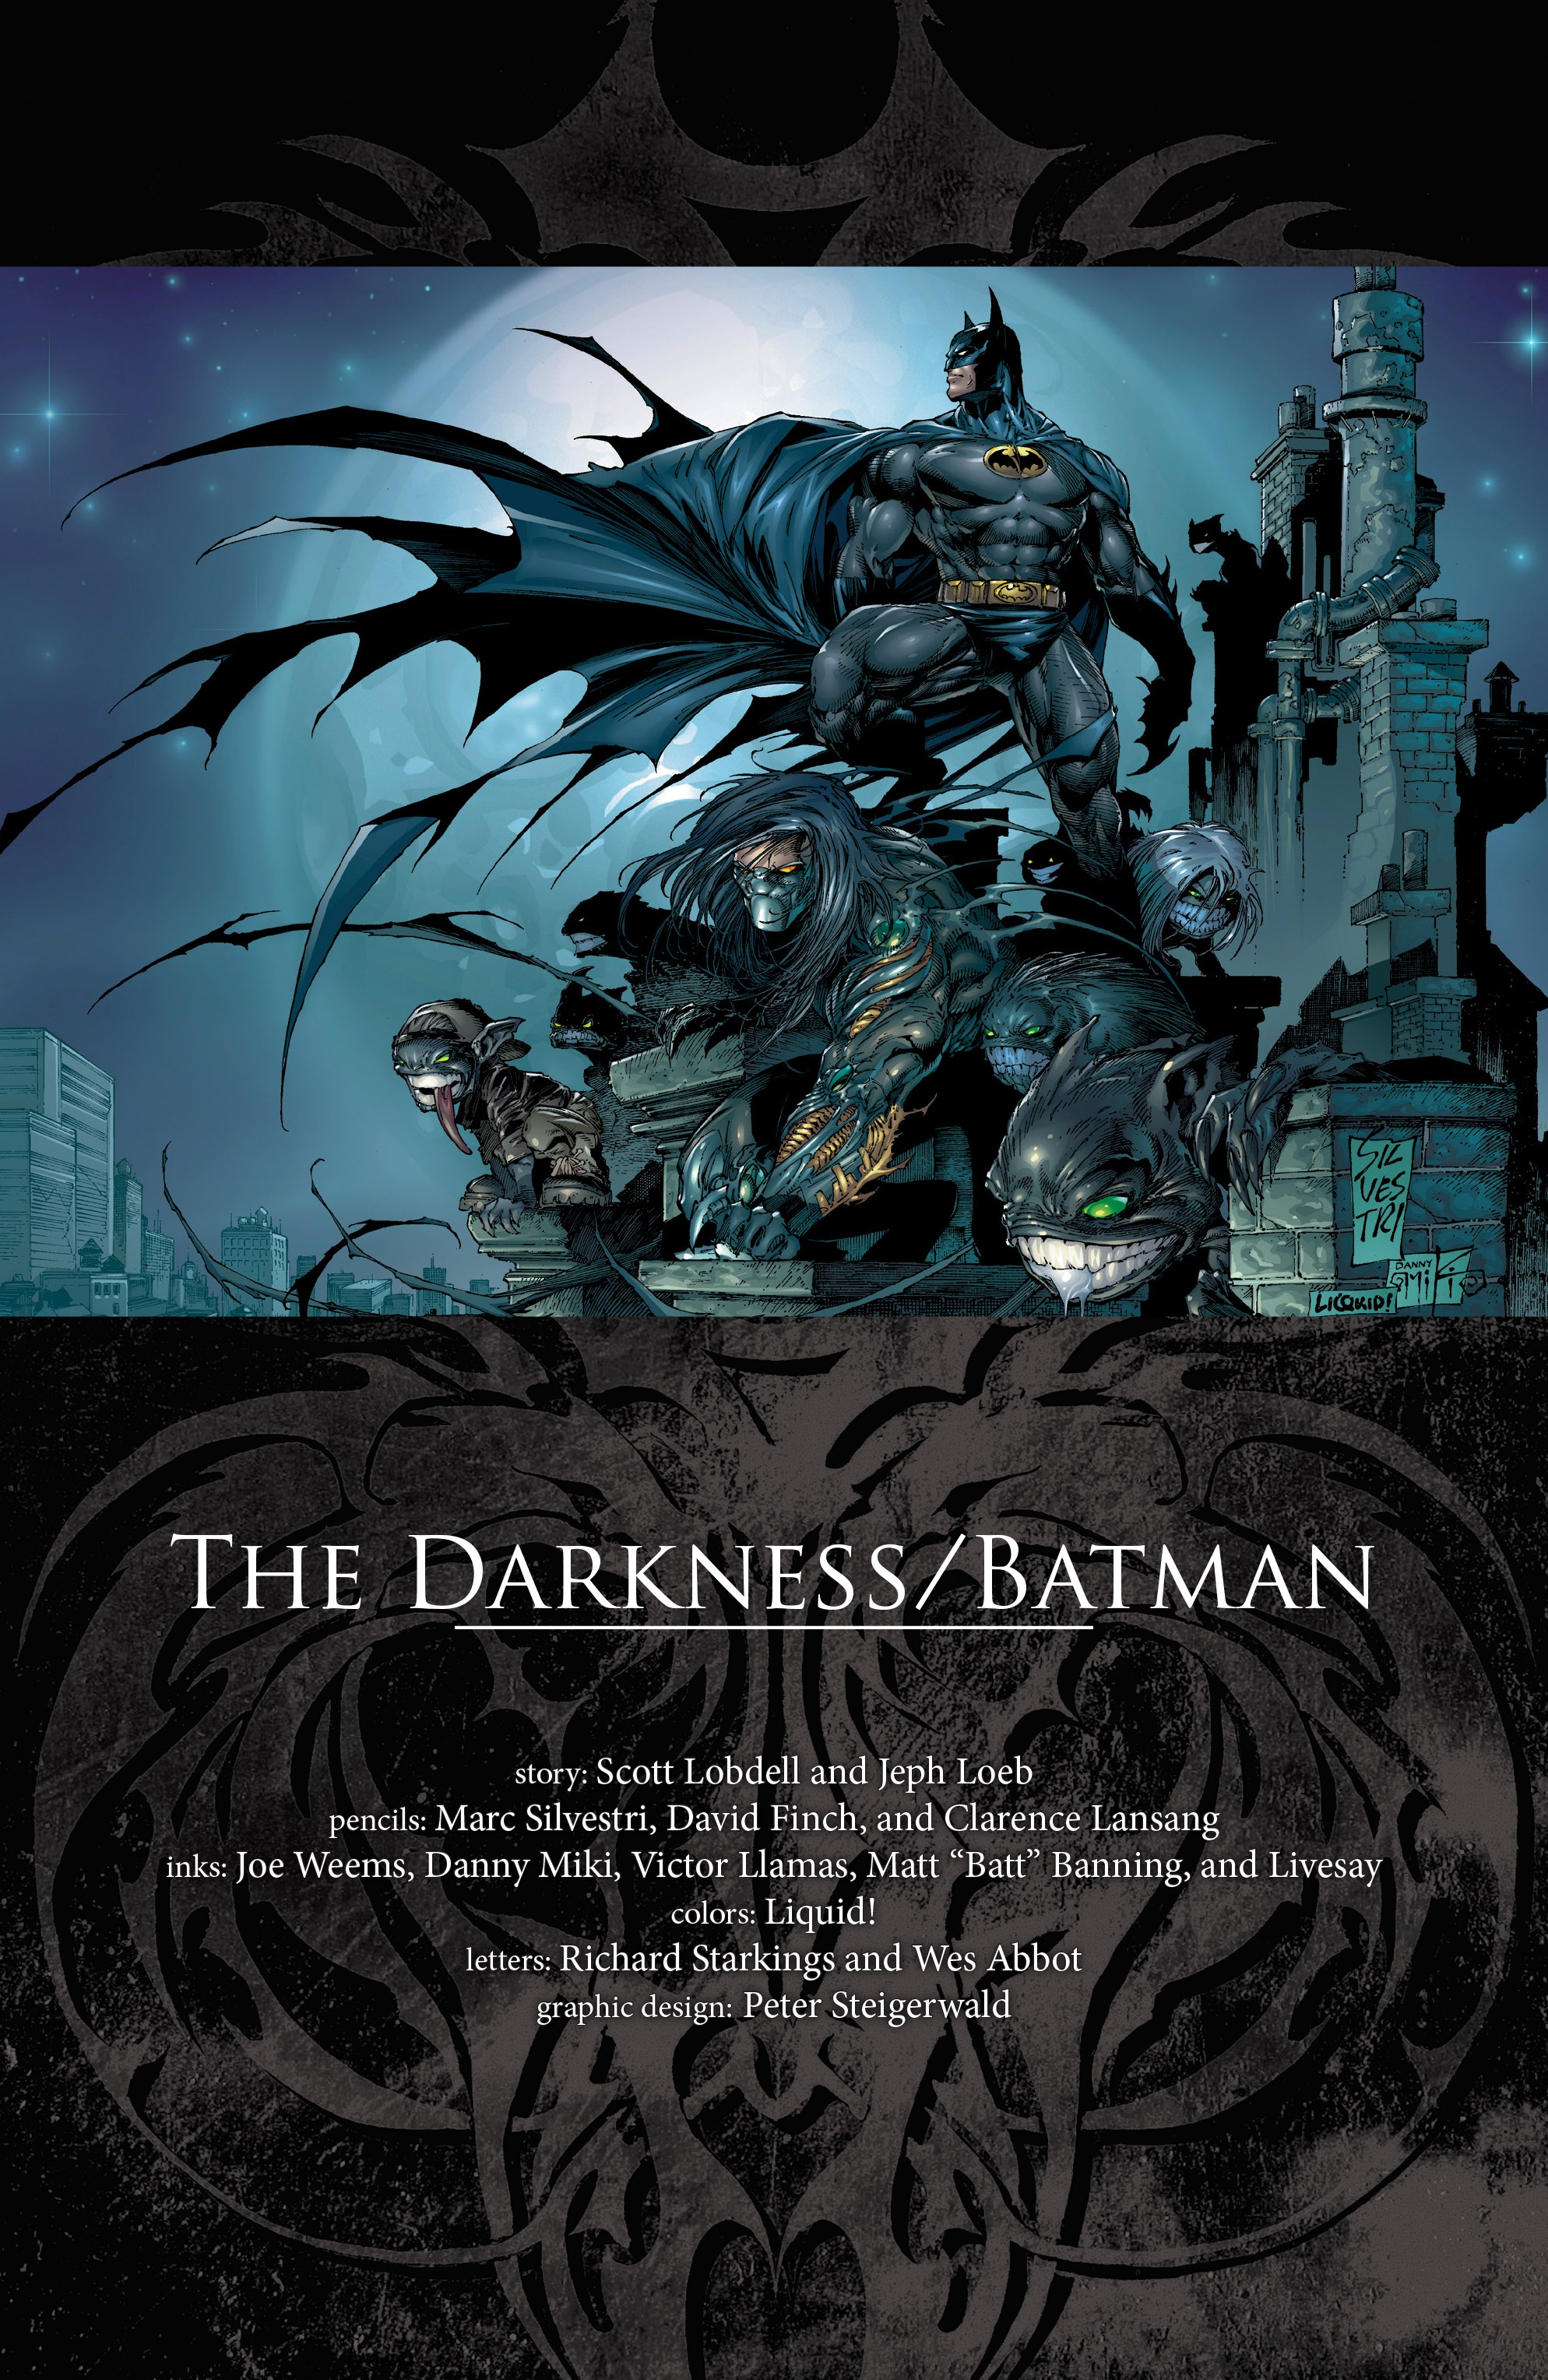 SIL
VES
TRI
DANNY
MIKI
LIQUID!
The Darkness/Batman
story: Scott Lobdell and Jeph Loeb
pencils: Marc Silvestri, David Finch, and Clarence Lansang
inks: Joe Weems, Danny Miki, Victor Llamas, Matt “Batt” Banning, and Livesay
colors: Liquid!
letters: Richard Starkings and Wes Abbot
graphic design: Peter Steigerwald